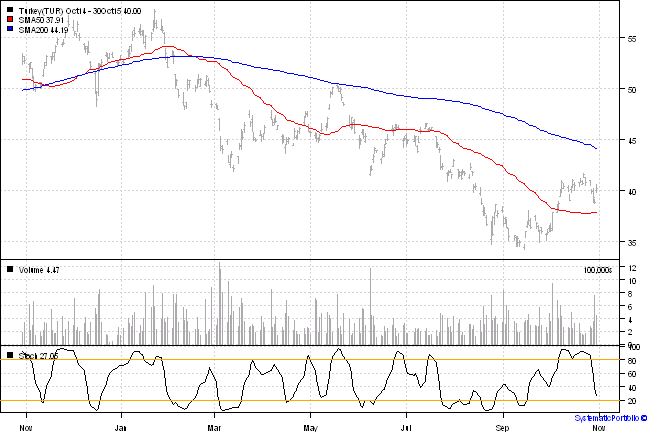 Turkey(TUR) Oct14 - 30Oct15 40.00
SMA50 37.91
SMA200 44.19
55
50
45
40
35
Volume 4.47
100,000s
12
10
8
6
4
2
0
Stoch 27.05
100
80
60
40
20
SystematicPortfolio ©
Nov Jan Mar May Jul Sep Nov